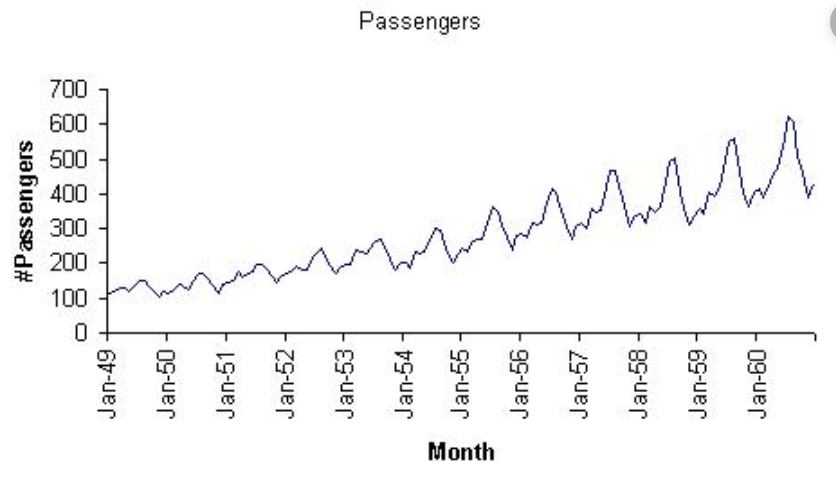 Passengers
700
600
500
400
300
200
100
0
#Passengers
Jan-49
Jan-50
Jan-51
Jan-52
Jan-53
Jan-54
Jan-55
Jan-56
Jan-57
Jan-58
Jan-59
Jan-60
Month